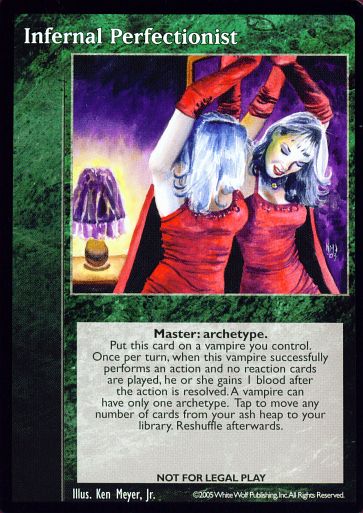 Infernal Perfectionist
Master: archetype.
Put this card on a vampire you control.
Once per turn, when this vampire successfully
performs an action and no reaction cards
are played, he or she gains 1 blood after
the action is resolved. A vampire can
have only one archetype. Tap to move any
number of cards from your ash heap to your
library. Reshuffle afterwards.
NOT FOR LEGAL PLAY
Illus. Ken Meyer, Jr.
©2005 White Wolf Publishing, Inc. All Rights Reserved.